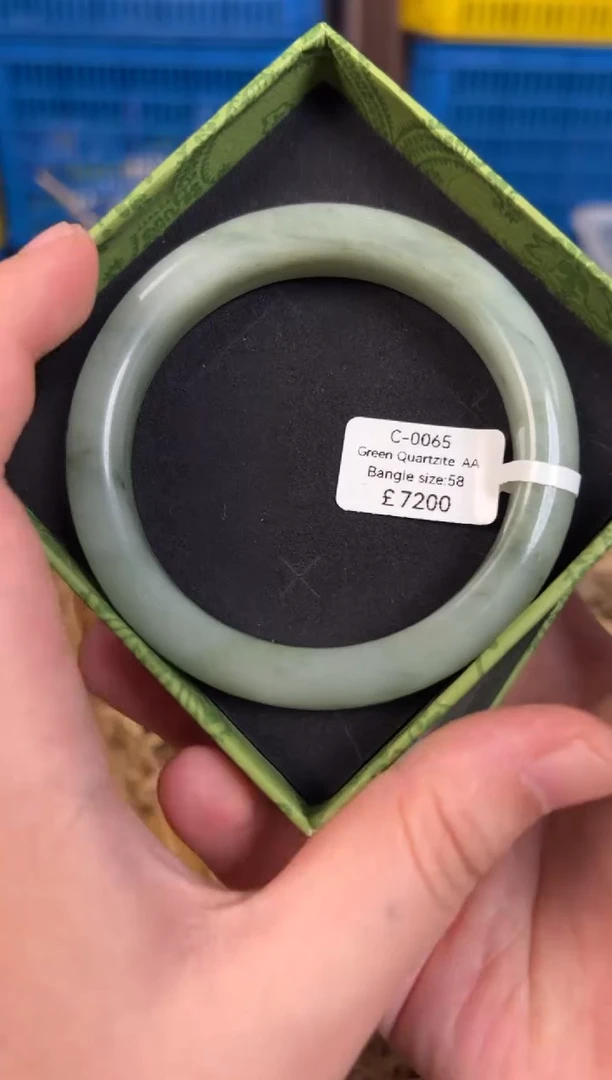 C-0065
Green Quartzite AA
Bangle size:58
£7200